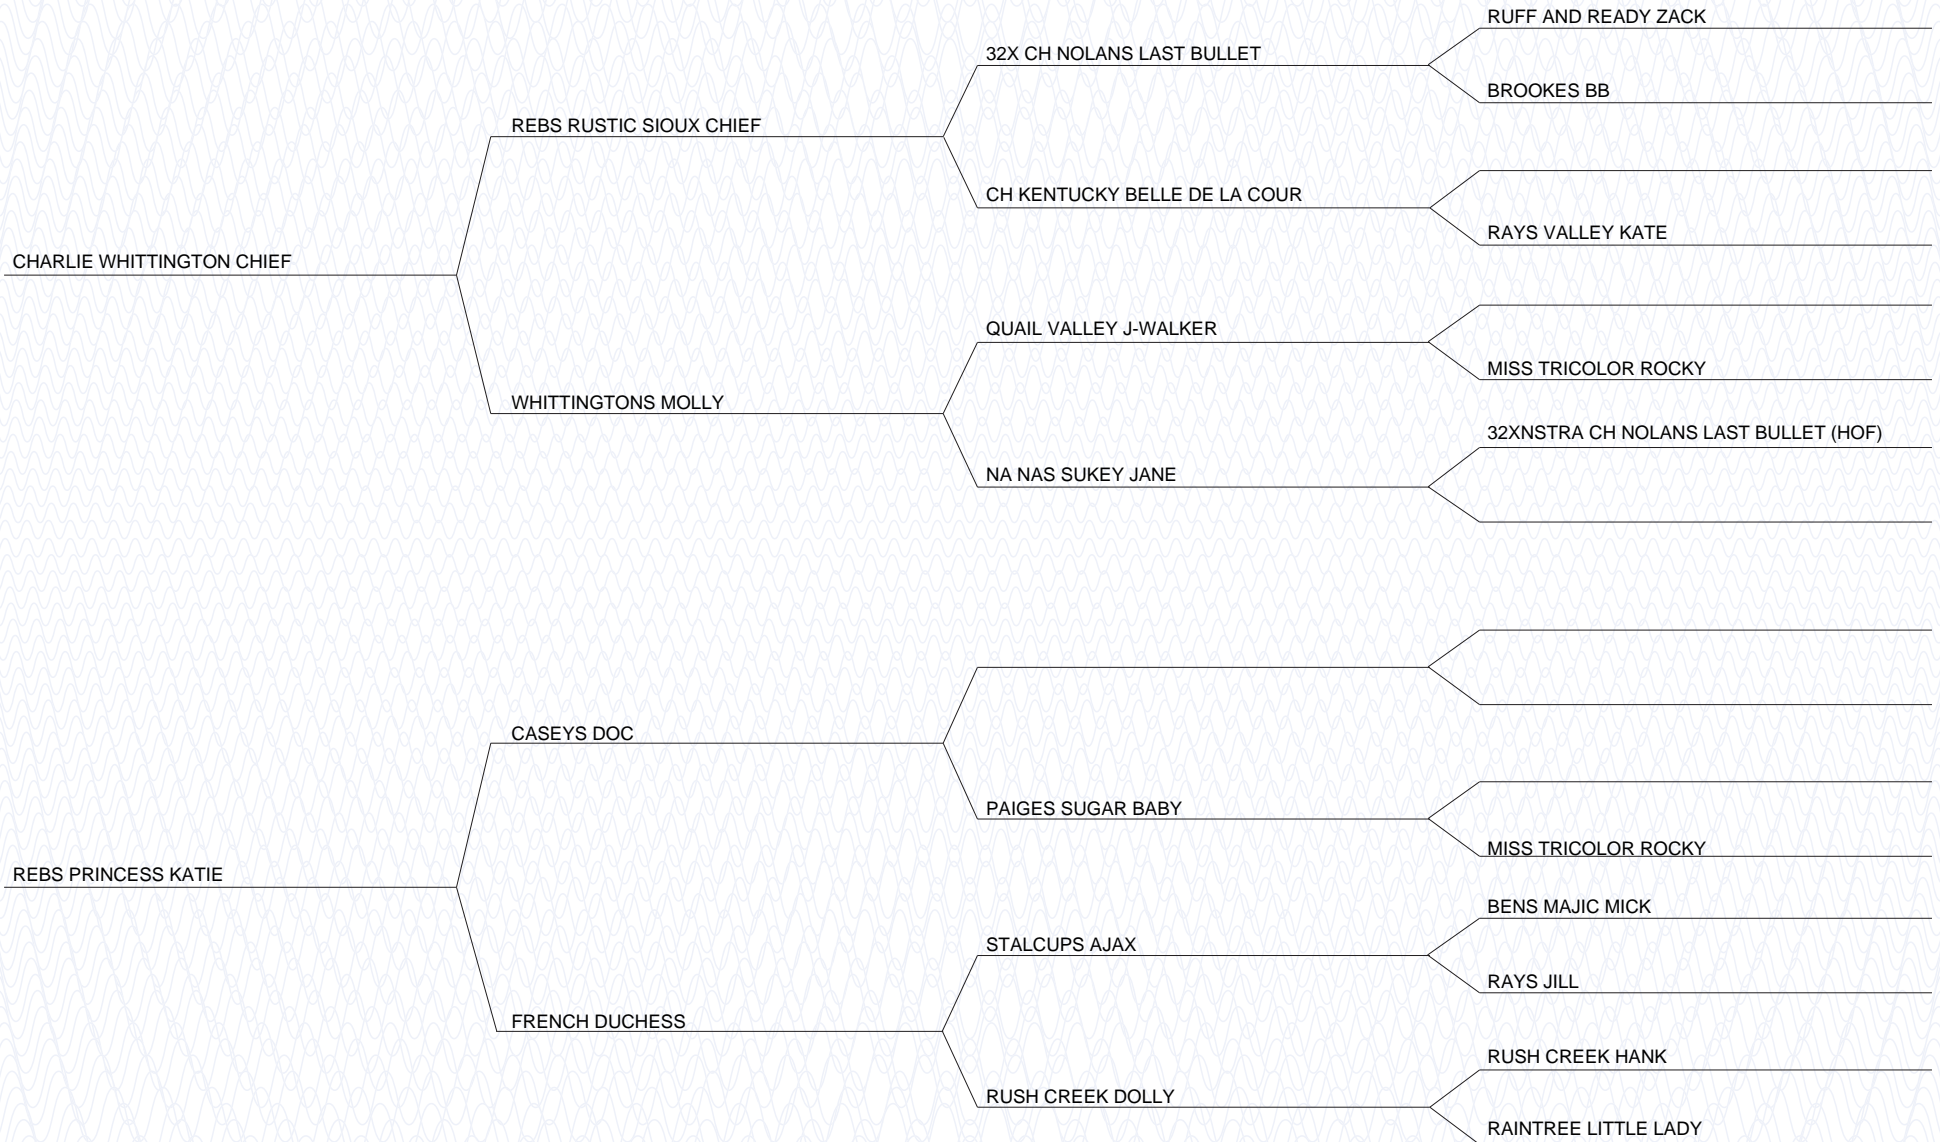 RUFF AND READY ZACK
32X CH NOLANS LAST BULLET
BROOKES BB
REBS RUSTIC SIOUX CHIEF
CH KENTUCKY BELLE DE LA COUR
RAYS VALLEY KATE
CHARLIE WHITTINGTON CHIEF
QUAIL VALLEY J-WALKER
MISS TRICOLOR ROCKY
WHITTINGTONS MOLLY
32XNSTRA CH NOLANS LAST BULLET (HOF)
NA NAS SUKEY JANE
CASEYS DOC
PAIGES SUGAR BABY
MISS TRICOLOR ROCKY
REBS PRINCESS KATIE
BENS MAJIC MICK
STALCUPS AJAX
RAYS JILL
FRENCH DUCHESS
RUSH CREEK HANK
RUSH CREEK DOLLY
RAINTREE LITTLE LADY